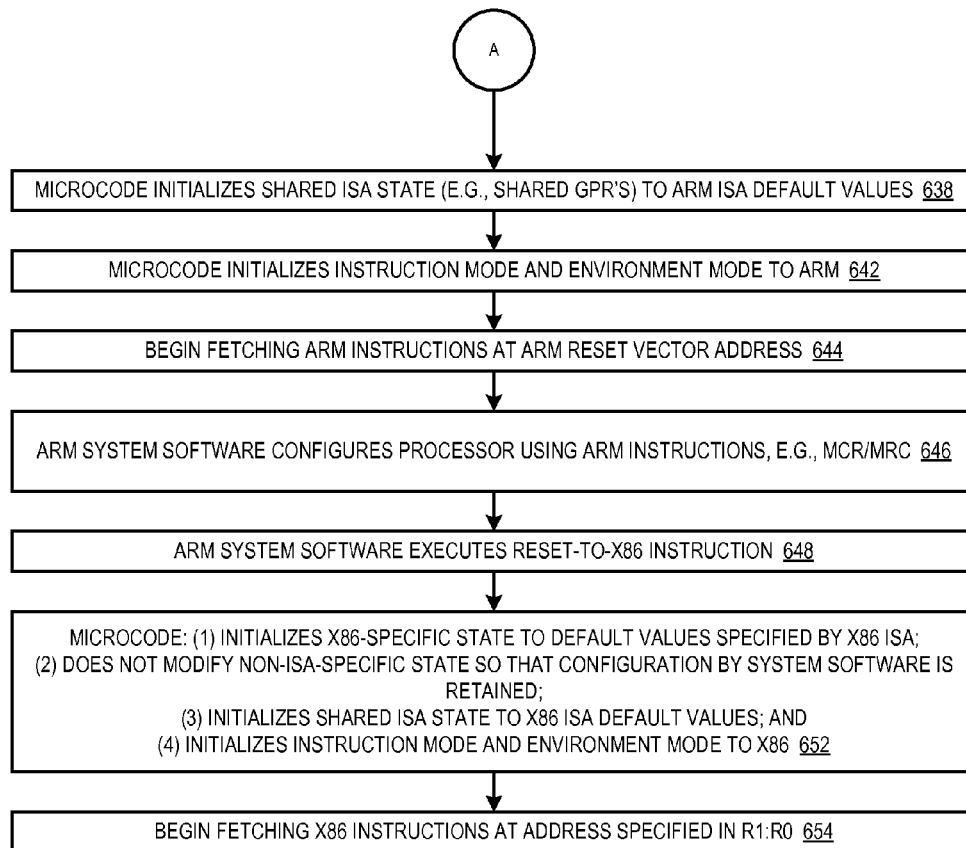 A
MICROCODE INITIALIZES SHARED ISA STATE (E.G., SHARED GPR'S) TO ARM ISA DEFAULT VALUES 638
MICROCODE INITIALIZES INSTRUCTION MODE AND ENVIRONMENT MODE TO ARM 642
BEGIN FETCHING ARM INSTRUCTIONS AT ARM RESET VECTOR ADDRESS 644
ARM SYSTEM SOFTWARE CONFIGURES PROCESSOR USING ARM INSTRUCTIONS, E.G., MCR/MRC 646
ARM SYSTEM SOFTWARE EXECUTES RESET-TO-X86 INSTRUCTION 648
MICROCODE: (1) INITIALIZES X86-SPECIFIC STATE TO DEFAULT VALUES SPECIFIED BY X86 ISA;
(2) DOES NOT MODIFY NON-ISA-SPECIFIC STATE SO THAT CONFIGURATION BY SYSTEM SOFTWARE IS
RETAINED;
(3) INITIALIZES SHARED ISA STATE TO X86 ISA DEFAULT VALUES; AND
(4) INITIALIZES INSTRUCTION MODE AND ENVIRONMENT MODE TO X86 652
BEGIN FETCHING X86 INSTRUCTIONS AT ADDRESS SPECIFIED IN R1:R0 654